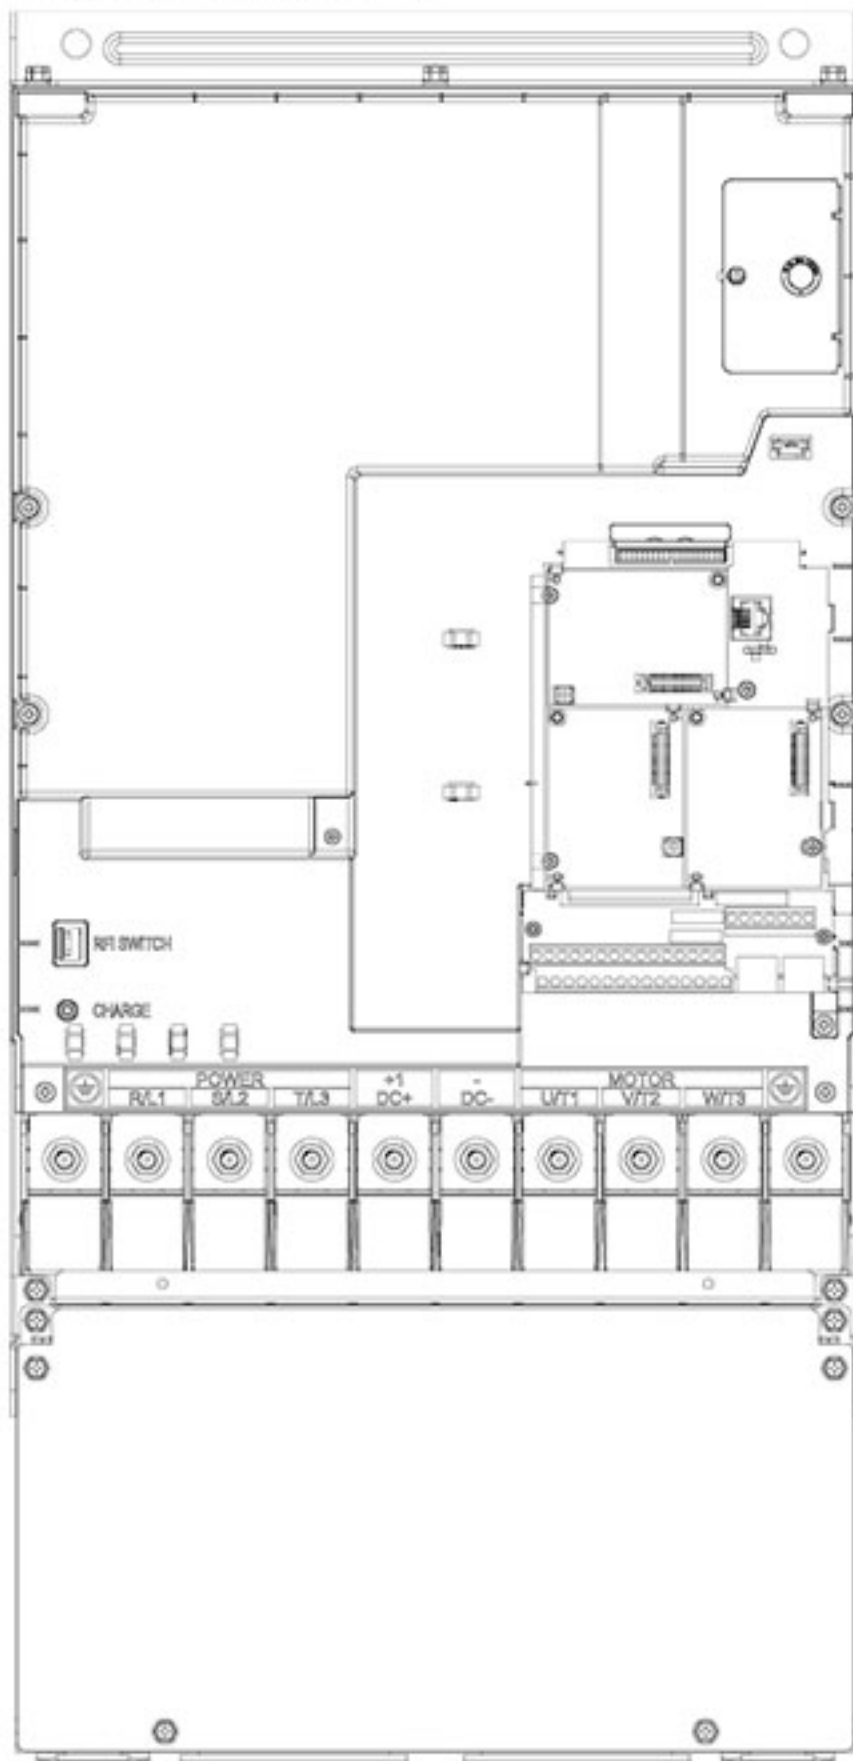 RFI SWITCH
CHARGE
POWER +1 - MOTOR
R/L1 S/L2 T/L3 DC+ DC- U/T1 V/T2 W/T3